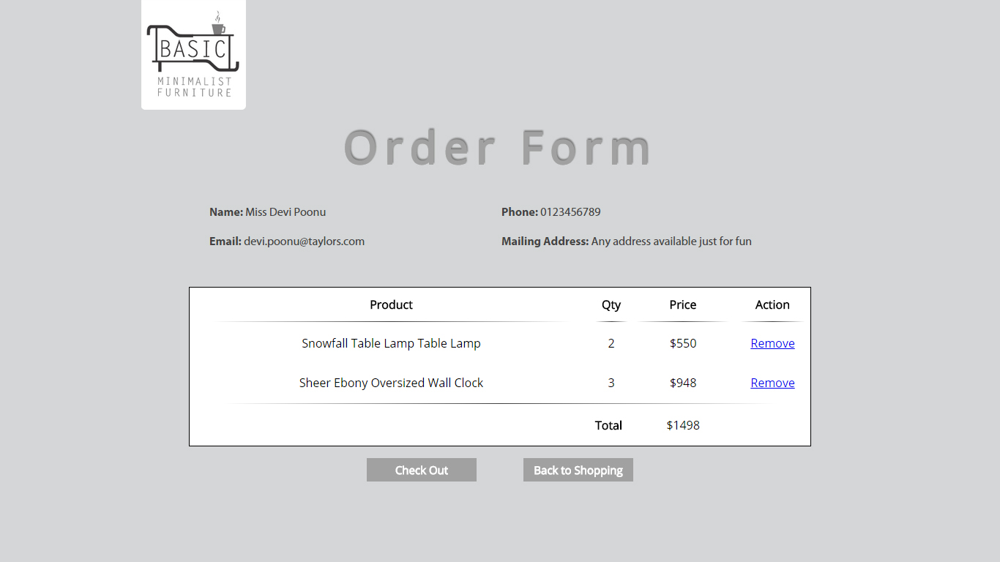 BASIC
MINIMALIST
FURNITURE
Order Form
Name: Miss Devi Poonu Phone: 0123456789
Email: devi.poonu@taylors.com Mailing Address: Any address available just for fun
Product Qty Price Action
Snowfall Table Lamp Table Lamp 2 $550 Remove
Sheer Ebony Oversized Wall Clock 3 $948 Remove
Total $1498
Check Out Back to Shopping